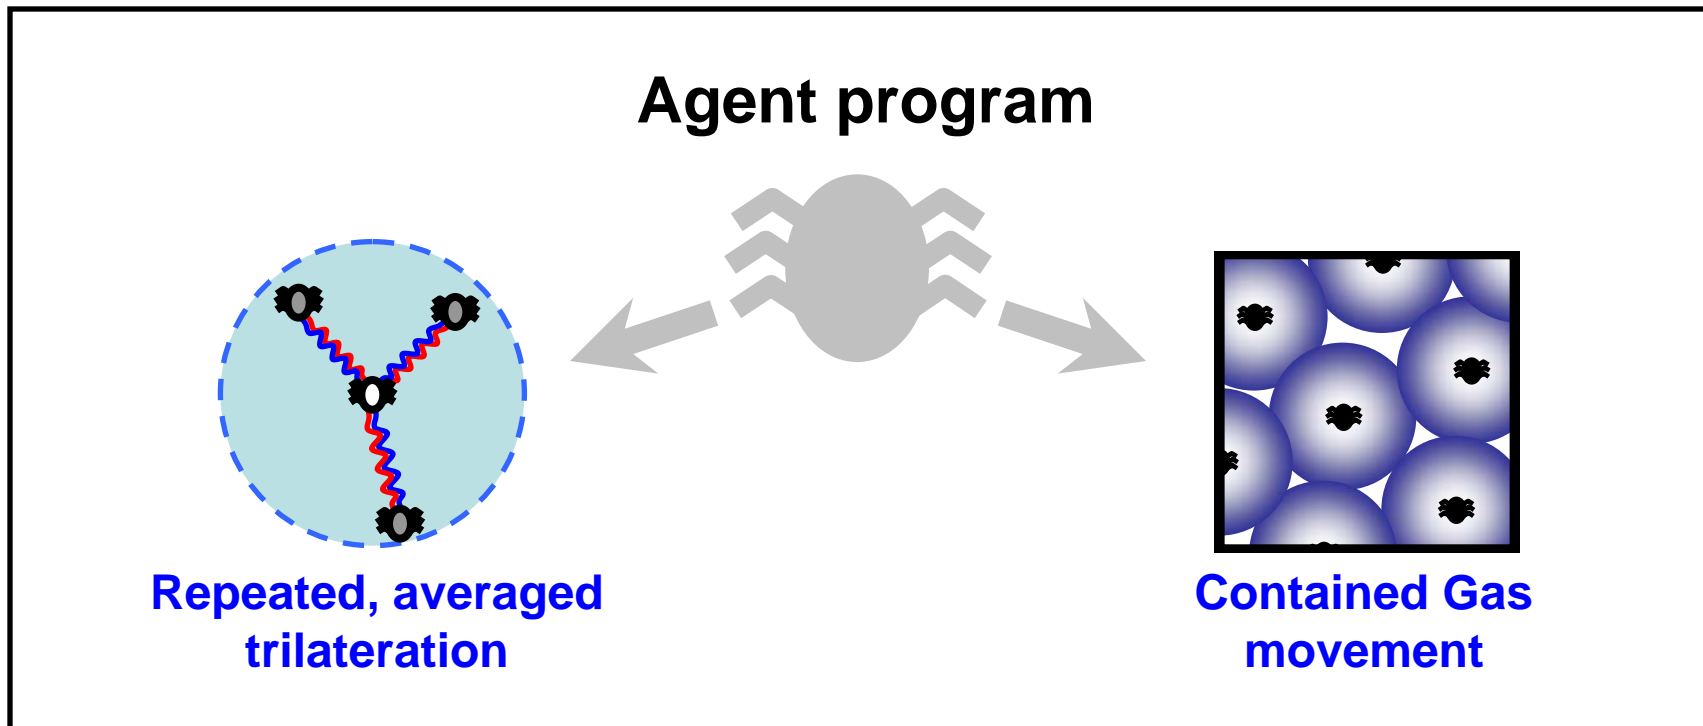 Agent program
Repeated, averaged
trilateration
Contained Gas
movement